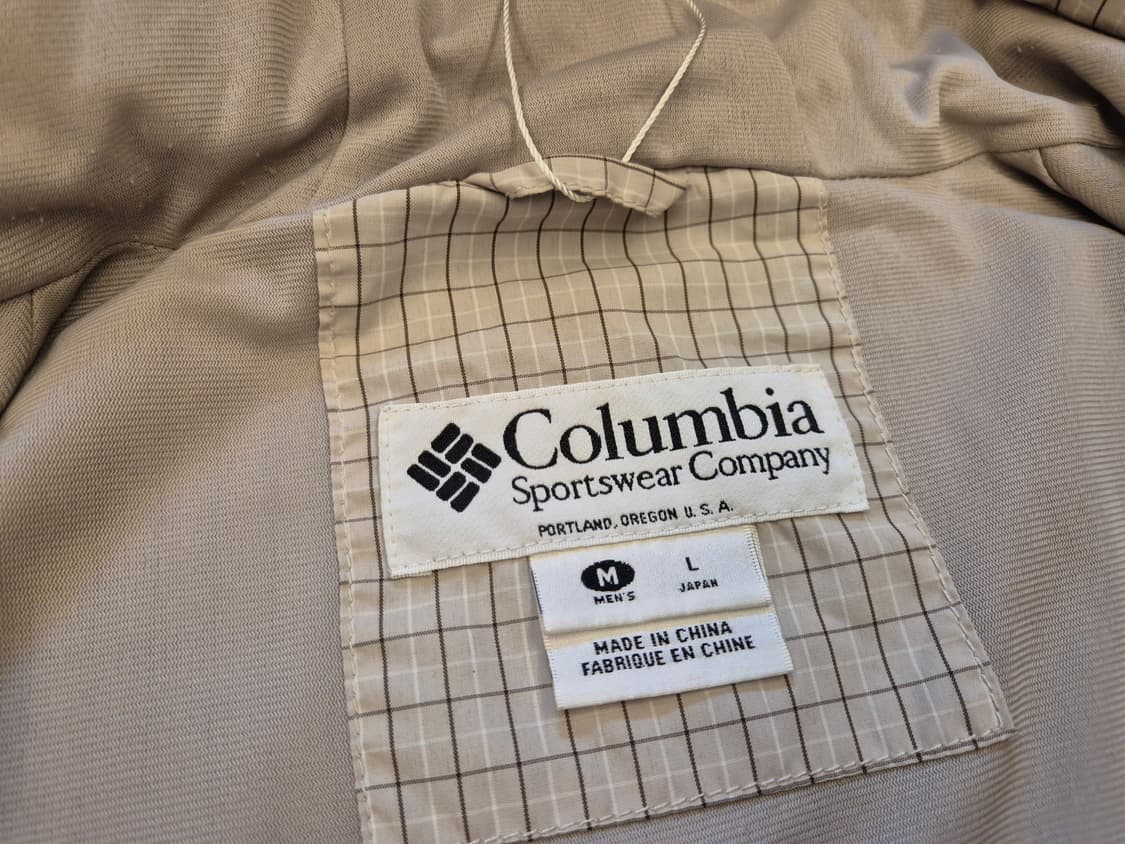 Columbia
Sportswear Company
PORTLAND, OREGON U. S. A.
M L
MEN'S JAPAN
MADE IN CHINA
FABRIQUE EN CHINE